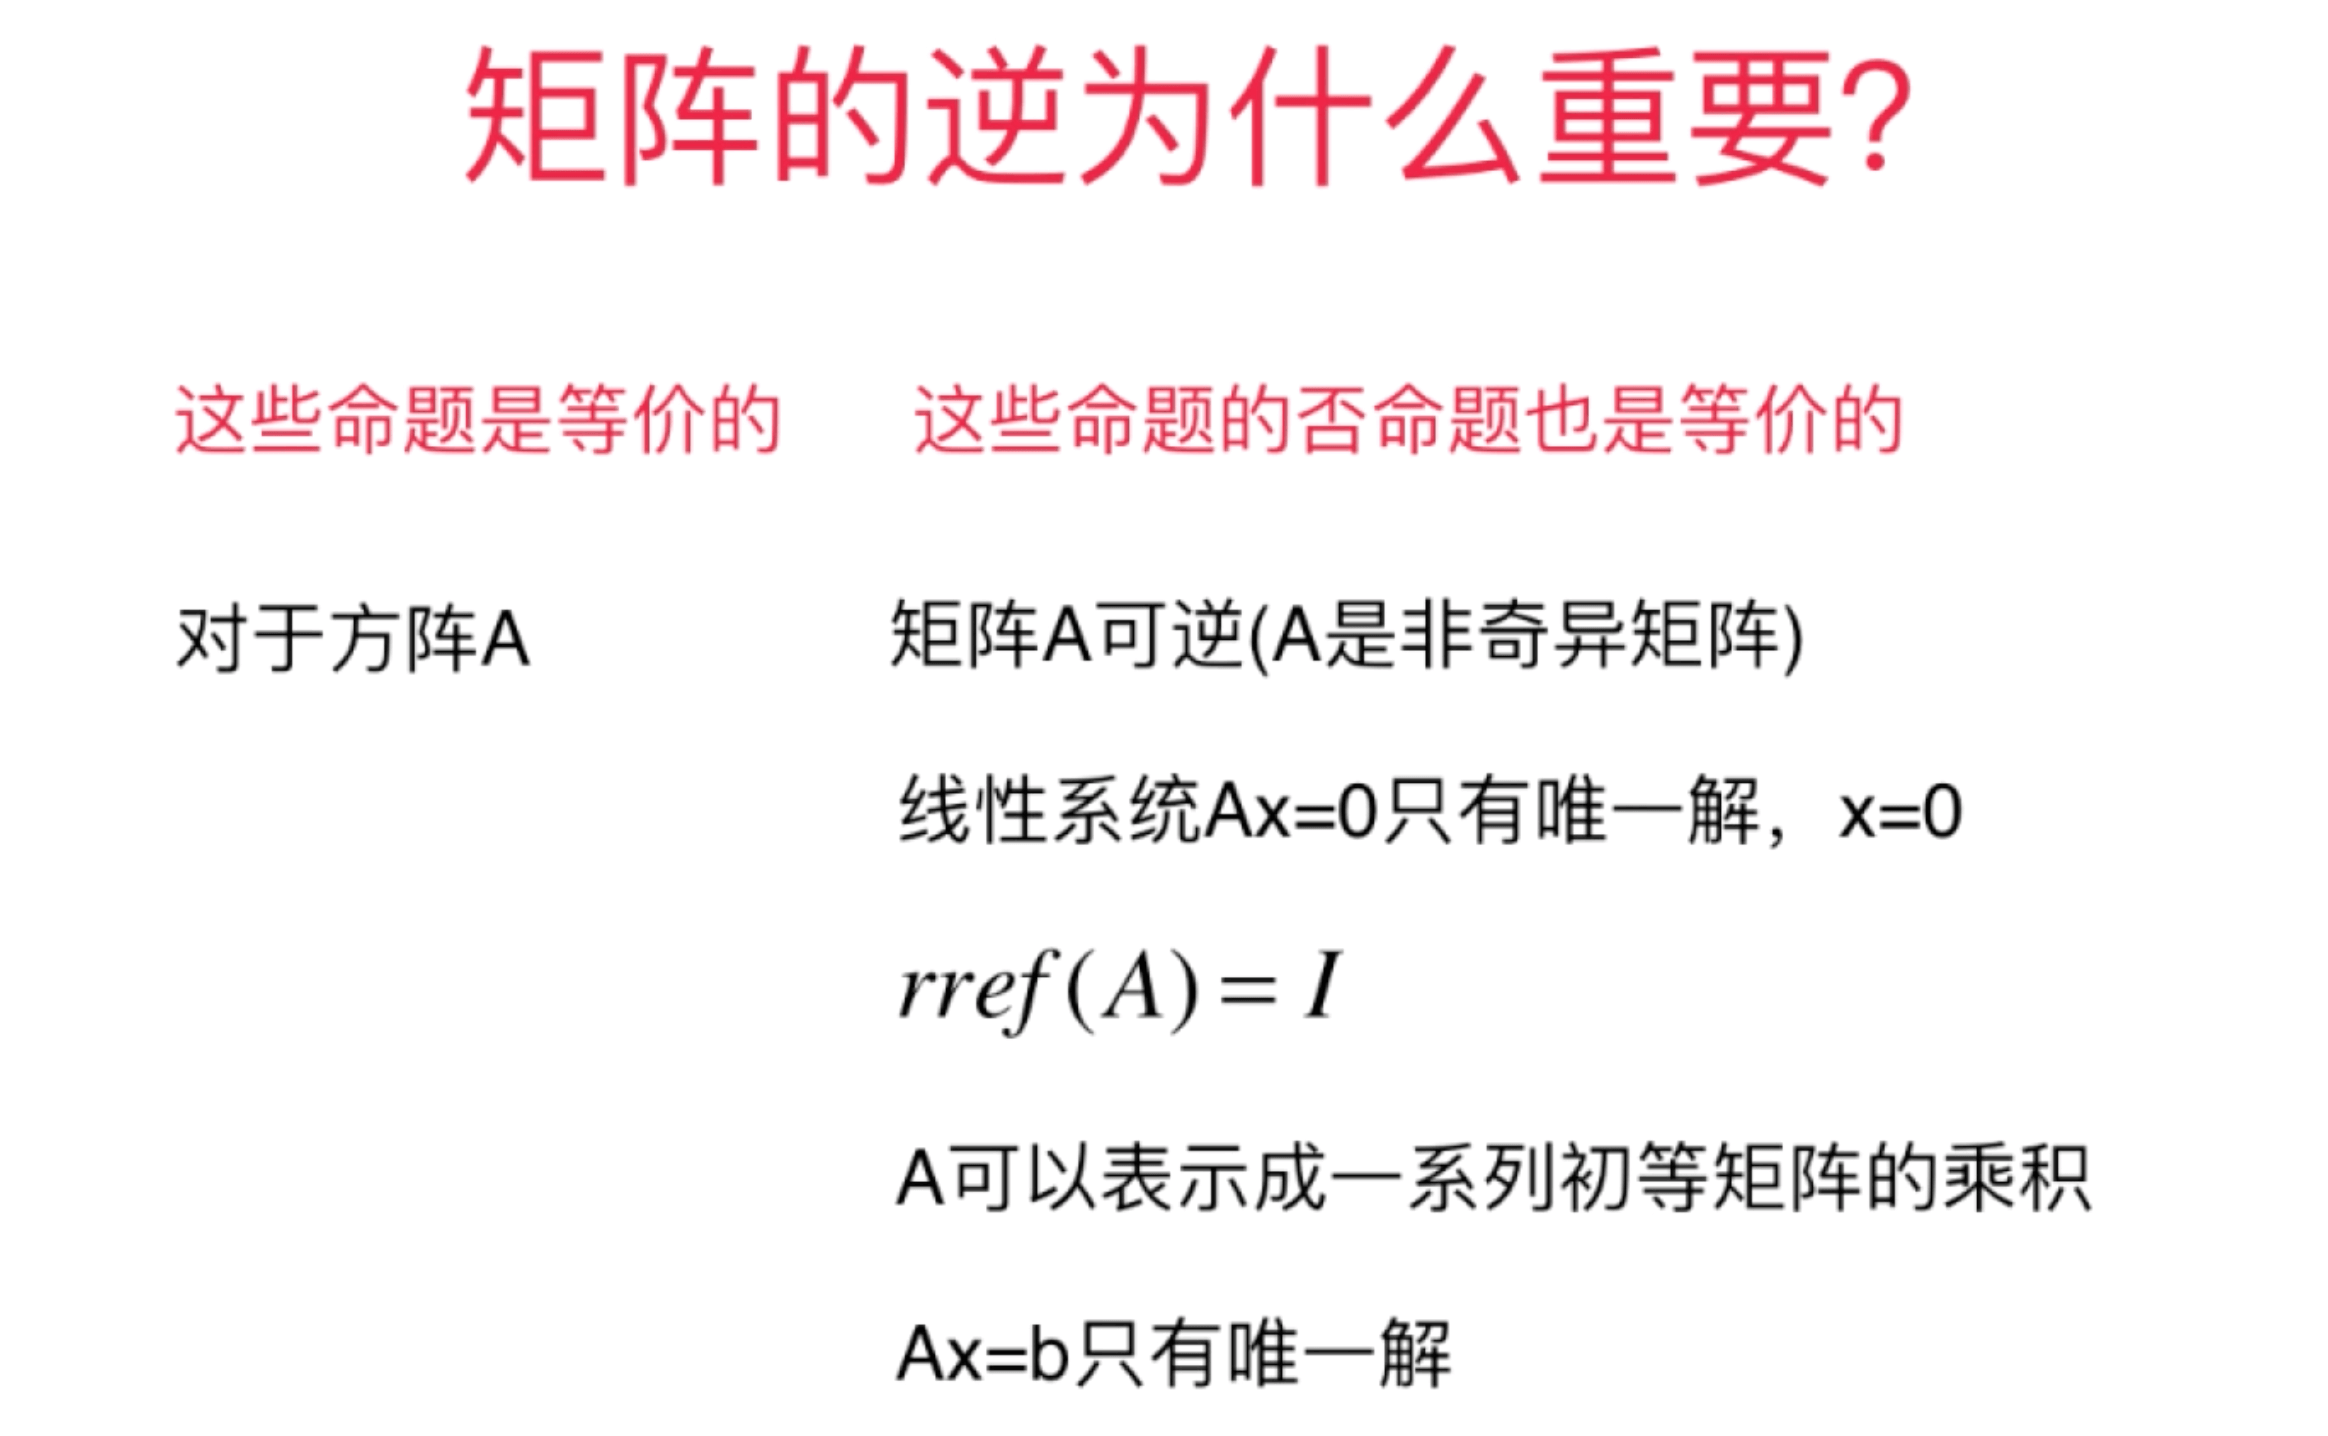 矩阵的逆为什么重要?
这些命题是等价的 这些命题的否命题也是等价的
对于方阵A 矩阵A可逆(A是非奇异矩阵)
线性系统Ax=0只有唯一解，x=0
rref(A) = I
A可以表示成一系列初等矩阵的乘积
Ax=b只有唯一解